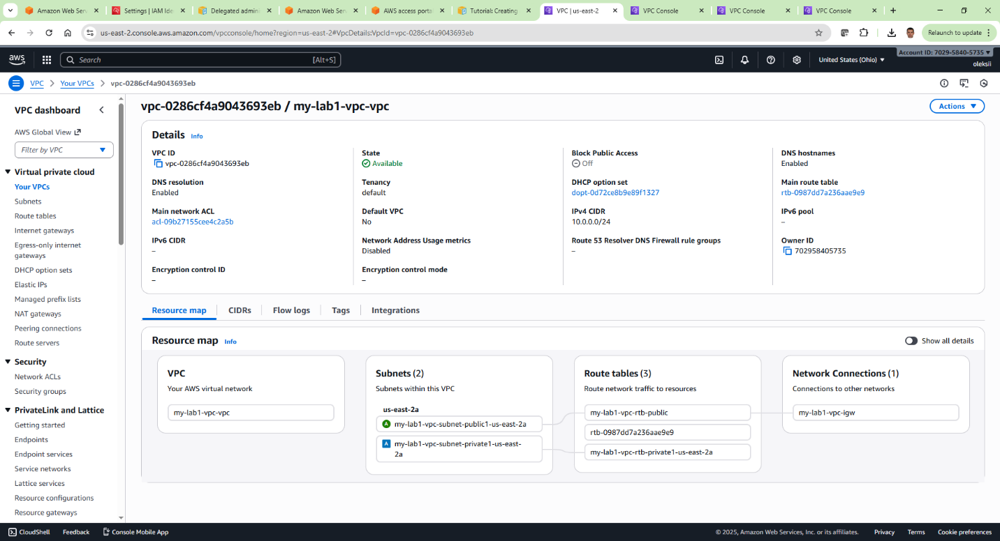 Amazon Web Serv
Settings | IAM Ide
Delegated admini
Amazon Web Serv
AWS access portal
Tutorial: Creating
VPC | us-east-2
VPC Console
VPC Console
VPC Console
us-east-2.console.aws.amazon.com/vpcconsole/home?region=us-east-2#VpcDetails:VpcId=vpc-0286cf4a9043693eb
Relaunch to update
aws
Search
[Alt+S]
United States (Ohio)
Account ID: 7029-5840-5735
oleksii
VPC
Your VPCs
vpc-0286cf4a9043693eb
VPC dashboard
AWS Global View
Filter by VPC
Virtual private cloud
Your VPCs
Subnets
Route tables
Internet gateways
Egress-only internet
gateways
DHCP option sets
Elastic IPs
Managed prefix lists
NAT gateways
Peering connections
Route servers
Security
Network ACLs
Security groups
PrivateLink and Lattice
Getting started
Endpoints
Endpoint services
Service networks
Lattice services
Resource configurations
Resource gateways
vpc-0286cf4a9043693eb / my-lab1-vpc-vpc
Actions
Details Info
VPC ID
vpc-0286cf4a9043693eb
State
Available
Block Public Access
Off
DNS hostnames
Enabled
DNS resolution
Enabled
Tenancy
default
DHCP option set
dopt-0d72ce8b9e89f1327
Main route table
rtb-0987dd7a236aae9e9
Main network ACL
acl-09b27155cee4c2a5b
Default VPC
No
IPv4 CIDR
10.0.0.0/24
IPv6 pool
–
IPv6 CIDR
–
Network Address Usage metrics
Disabled
Route 53 Resolver DNS Firewall rule groups
–
Owner ID
702958405735
Encryption control ID
–
Encryption control mode
–
Resource map
CIDRs
Flow logs
Tags
Integrations
Resource map Info
Show all details
VPC
Your AWS virtual network
my-lab1-vpc-vpc
Subnets (2)
Subnets within this VPC
us-east-2a
A my-lab1-vpc-subnet-public1-us-east-2a
A my-lab1-vpc-subnet-private1-us-east-
2a
Route tables (3)
Route network traffic to resources
my-lab1-vpc-rtb-public
rtb-0987dd7a236aae9e9
my-lab1-vpc-rtb-private1-us-east-2a
Network Connections (1)
Connections to other networks
my-lab1-vpc-igw
CloudShell
Feedback
Console Mobile App
© 2025, Amazon Web Services, Inc. or its affiliates.
Privacy
Terms
Cookie preferences